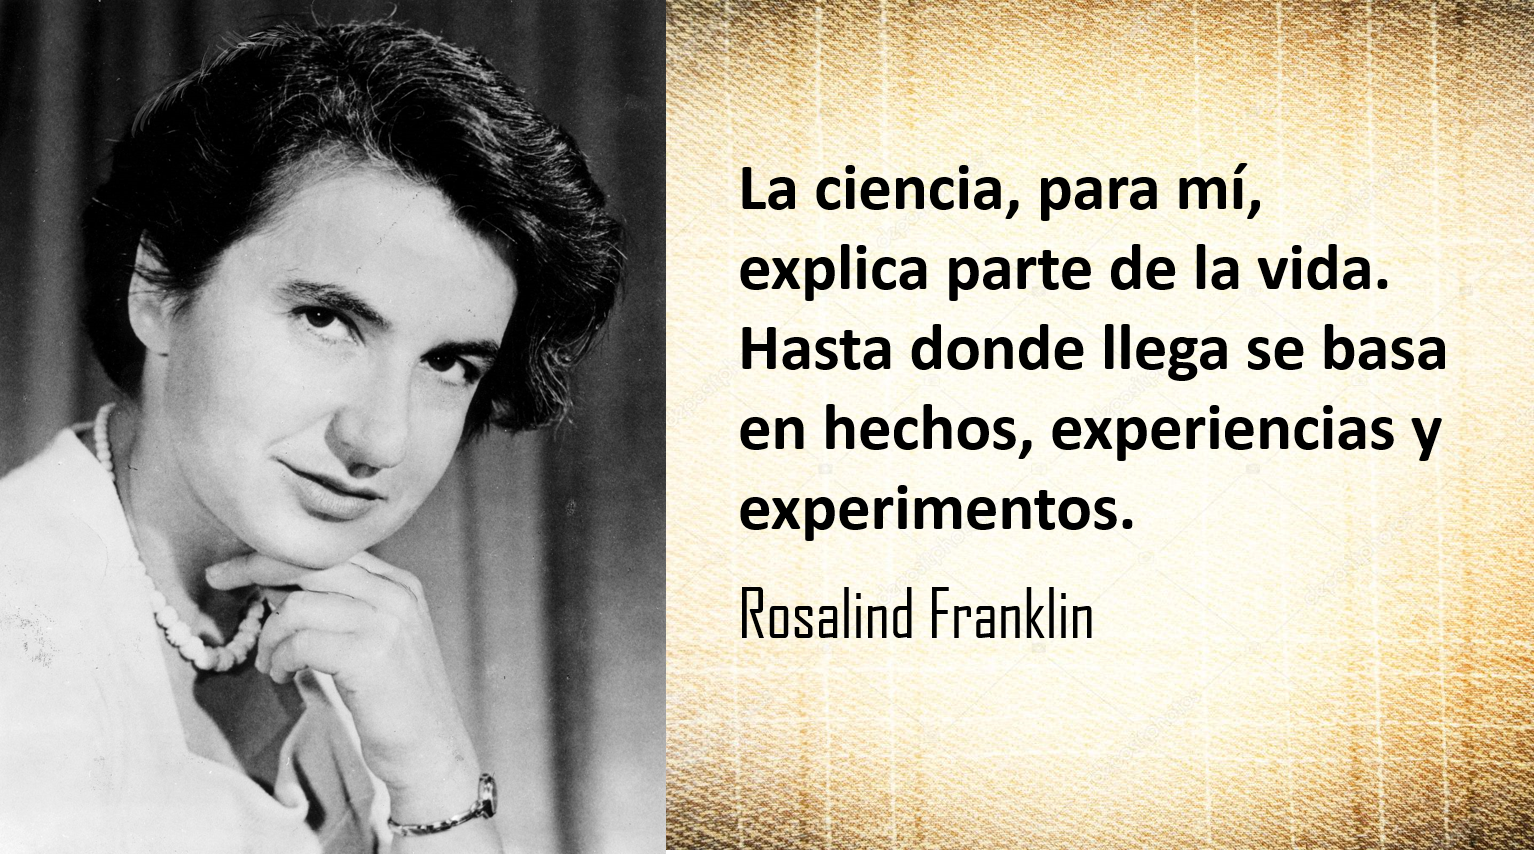 La ciencia, para mí,
explica parte de la vida.
Hasta donde llega se basa
en hechos, experiencias y
experimentos.
Rosalind Franklin